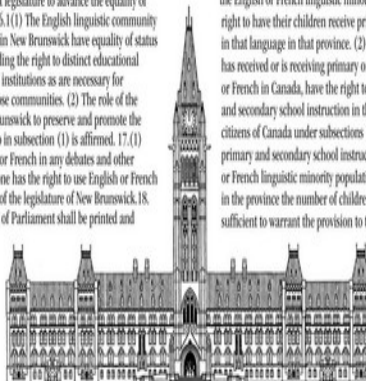 legislature to advance the equality of
6.1(1) The English linguistic community
in New Brunswick have equality of status
ding the right to distinct educational
institutions as are necessary for
ose communities. (2) The role of the
unswick to preserve and promote the
o in subsection (1) is affirmed. 17.(1)
or French in any debates and other
one has the right to use English or French
of the legislature of New Brunswick.18.
of Parliament shall be printed and
the English or French linguistic mino
right to have their children receive pr
in that language in that province. (2)
has received or is receiving primary o
or French in Canada, have the right to
and secondary school instruction in th
citizens of Canada under subsections
primary and secondary school instruc
or French linguistic minority populati
in the province the number of childre
sufficient to warrant the provision to t